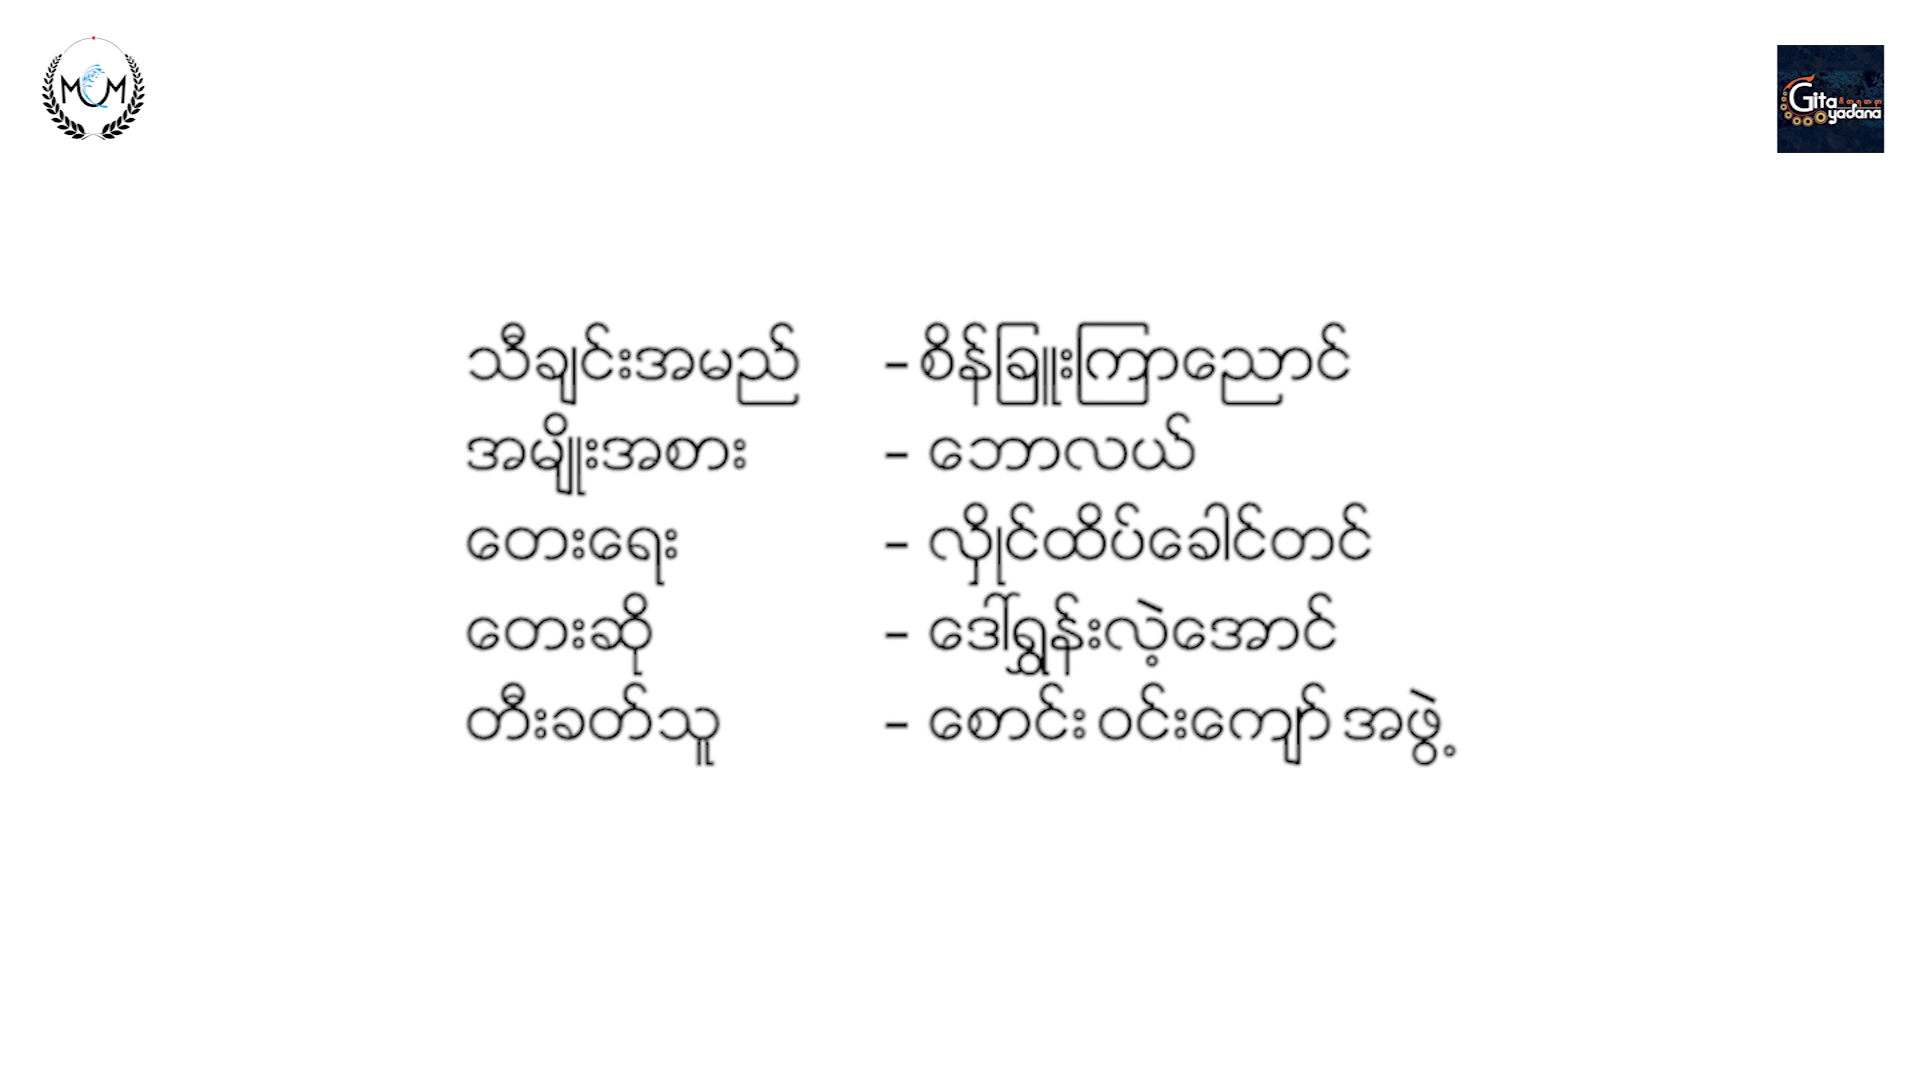 MCM
Gita
yadana
သီချင်းအမည် - စိန်ခြူးကြာညောင်
အမျိုးအစား - ဘောလယ်
တေးရေး - လှိုင်ထိပ်ခေါင်တင်
တေးဆို - ဒေါ်ရွှန်းလဲ့အောင်
တီးခတ်သူ - စောင်း ဝင်းကျော် အဖွဲ့